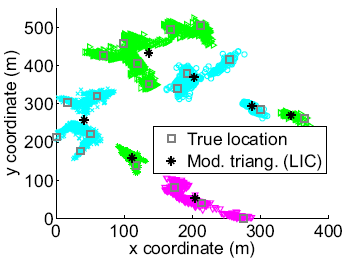 500
400
300
200
100
0
y coordinate (m)
True location
Mod. triang. (LIC)
0 100 200 300 400
x coordinate (m)